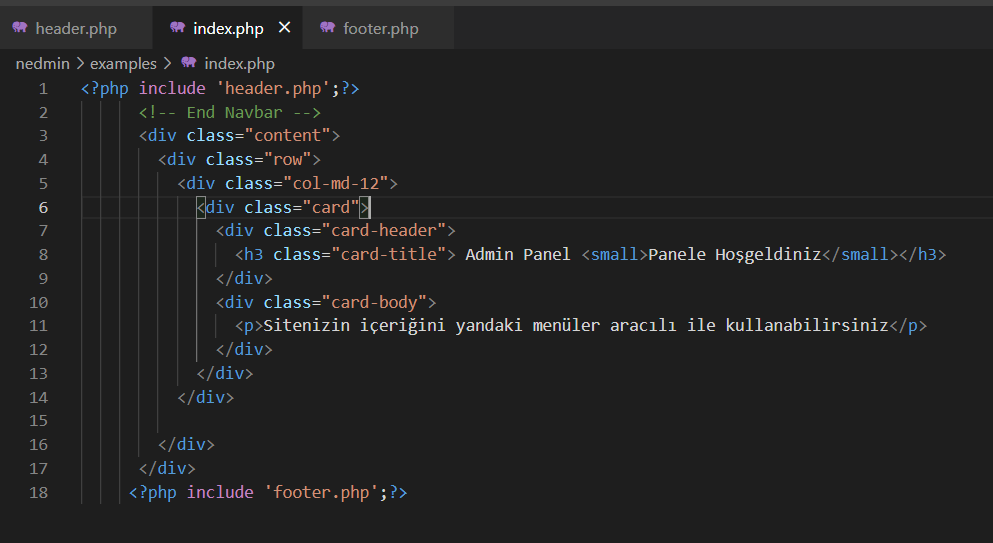 header.php index.php × footer.php
nedmin > examples > index.php
1 <?php include 'header.php';?>
2 <!-- End Navbar -->
3 <div class="content">
4 <div class="row">
5 <div class="col-md-12">
6 <div class="card">
7 <div class="card-header">
8 <h3 class="card-title"> Admin Panel <small>Panele Hoşgeldiniz</small></h3>
9 </div>
10 <div class="card-body">
11 <p>Sitenizin içeriğini yandaki menüler aracılı ile kullanabilirsiniz</p>
12 </div>
13 </div>
14 </div>
15
16 </div>
17 </div>
18 <?php include 'footer.php';?>